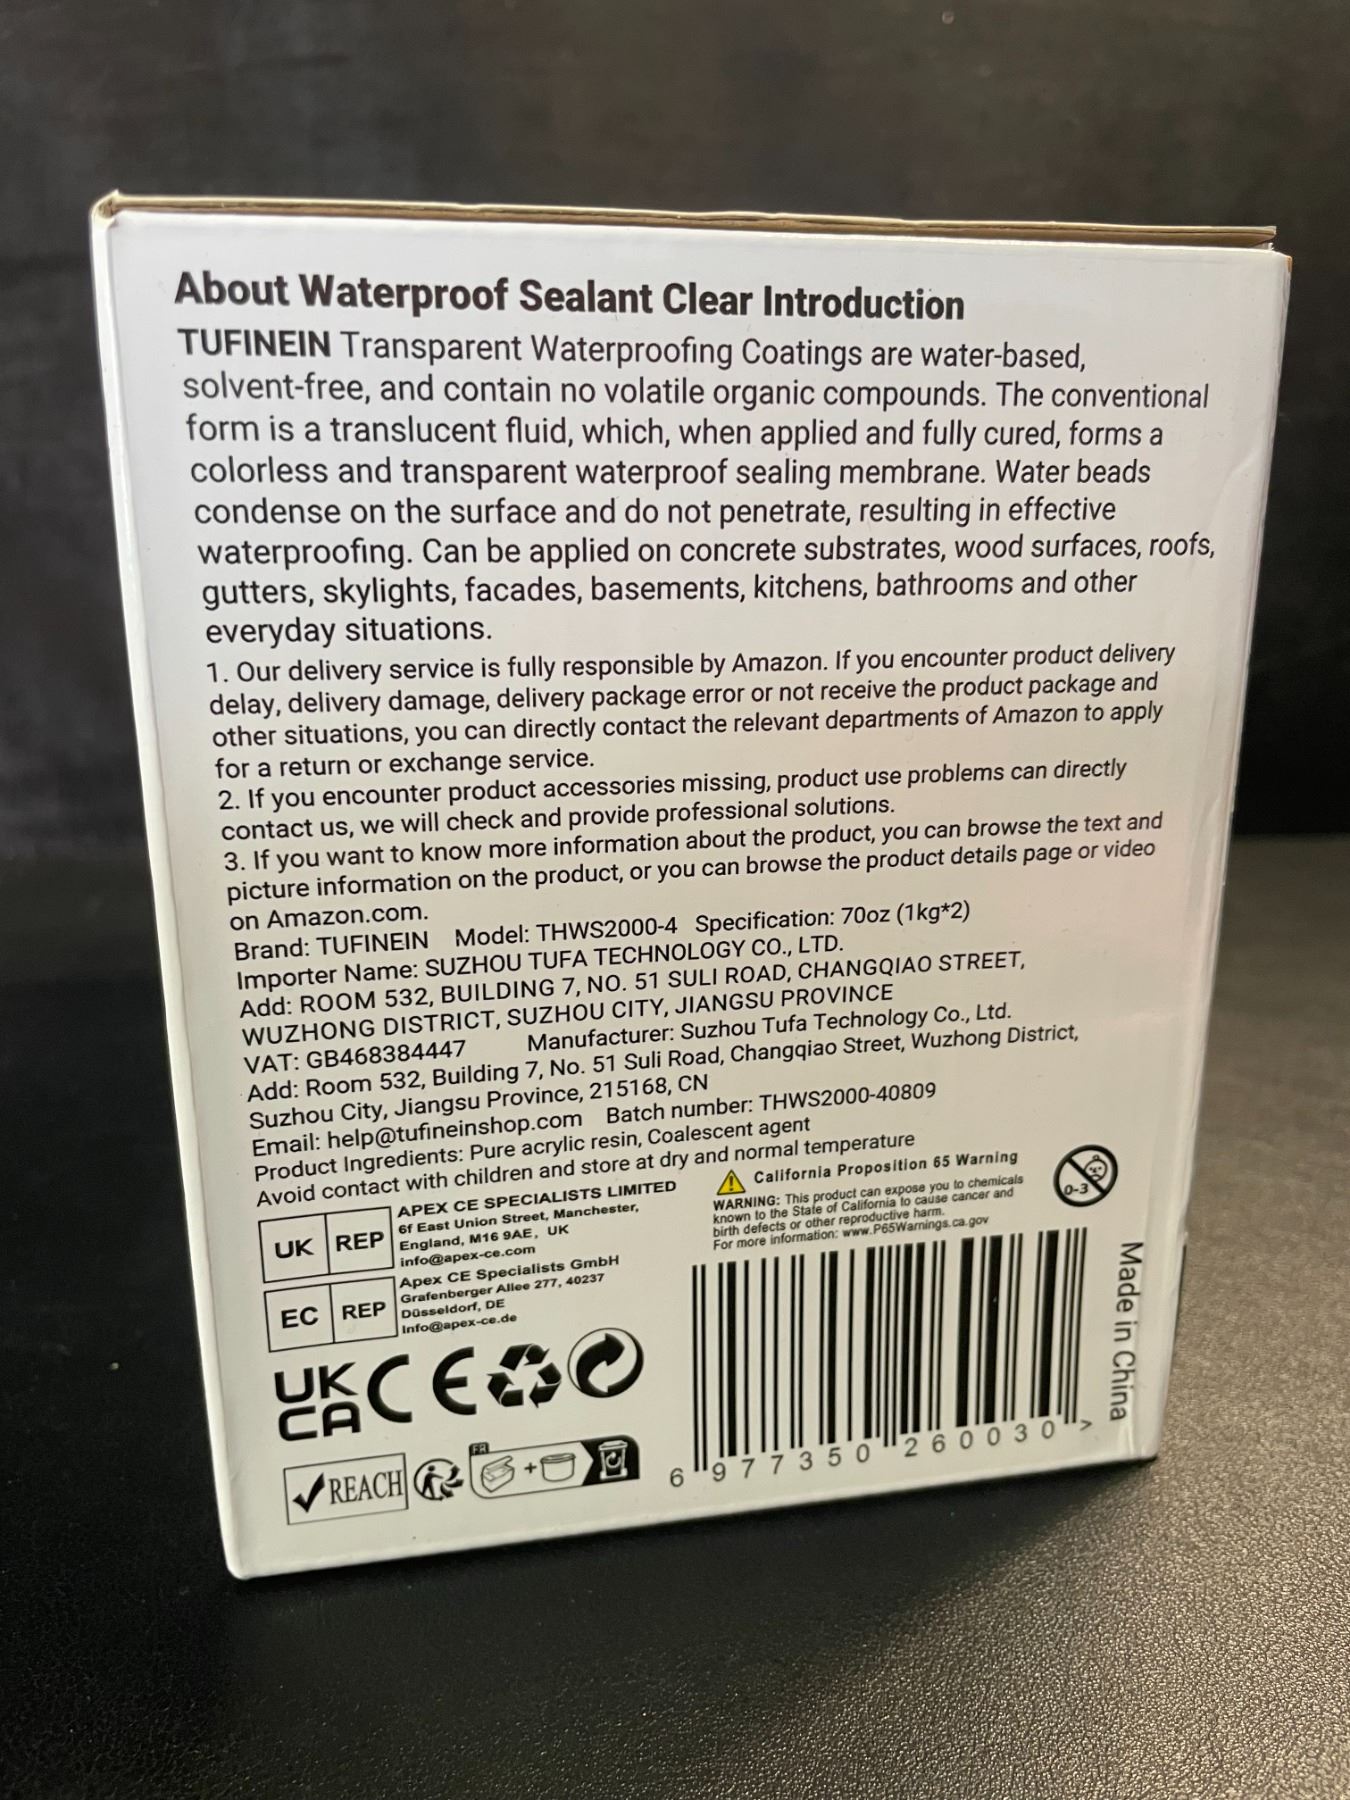 About Waterproof Sealant Clear Introduction
TUFINEIN Transparent Waterproofing Coatings are water-based,
solvent-free, and contain no volatile organic compounds. The conventional
form is a translucent fluid, which, when applied and fully cured, forms a
colorless and transparent waterproof sealing membrane. Water beads
condense on the surface and do not penetrate, resulting in effective
waterproofing. Can be applied on concrete substrates, wood surfaces, roofs,
gutters, skylights, facades, basements, kitchens, bathrooms and other
everyday situations.
1. Our delivery service is fully responsible by Amazon. If you encounter product delivery
delay, delivery damage, delivery package error or not receive the product package and
other situations, you can directly contact the relevant departments of Amazon to apply
for a return or exchange service.
2. If you encounter product accessories missing, product use problems can directly
contact us, we will check and provide professional solutions.
3. If you want to know more information about the product, you can browse the text and
picture information on the product, or you can browse the product details page or video
on Amazon.com.
Brand: TUFINEIN Model: THWS2000-4 Specification: 70oz (1kg*2)
Importer Name: SUZHOU TUFA TECHNOLOGY CO., LTD.
Add: ROOM 532, BUILDING 7, NO. 51 SULI ROAD, CHANGQIAO STREET,
WUZHONG DISTRICT, SUZHOU CITY, JIANGSU PROVINCE
VAT: GB468384447 Manufacturer: Suzhou Tufa Technology Co., Ltd.
Add: Room 532, Building 7, No. 51 Suli Road, Changqiao Street, Wuzhong District,
Suzhou City, Jiangsu Province, 215168, CN
Email: help@tufineinshop.com Batch number: THWS2000-40809
Product Ingredients: Pure acrylic resin, Coalescent agent
Avoid contact with children and store at dry and normal temperature
UK REP
APEX CE SPECIALISTS LIMITED
6f East Union Street, Manchester,
England, M16 9AE, UK
info@apex-ce.com
EC REP
Apex CE Specialists GmbH
Grafenberger Allee 277, 40237
Düsseldorf, DE
Info@apex-ce.de
California Proposition 65 Warning
WARNING: This product can expose you to chemicals
known to the State of California to cause cancer and
birth defects or other reproductive harm.
For more information: www.P65Warnings.ca.gov
0-3
UK
CA
CE
REACH
FR
+
6 977350 260030 >
Made in China